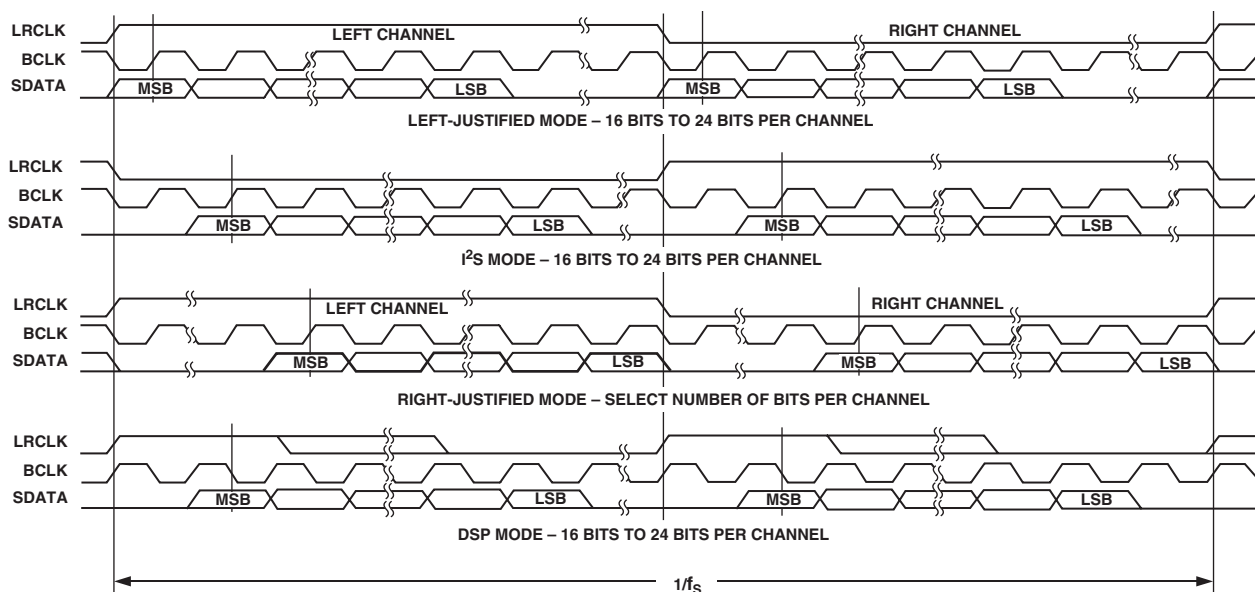 LRCLK LEFT CHANNEL RIGHT CHANNEL
BCLK
SDATA MSB LSB MSB LSB
LEFT-JUSTIFIED MODE – 16 BITS TO 24 BITS PER CHANNEL
LRCLK
BCLK
SDATA MSB LSB MSB LSB
I²S MODE – 16 BITS TO 24 BITS PER CHANNEL
LRCLK LEFT CHANNEL RIGHT CHANNEL
BCLK
SDATA MSB LSB MSB LSB
RIGHT-JUSTIFIED MODE – SELECT NUMBER OF BITS PER CHANNEL
LRCLK
BCLK
SDATA MSB LSB MSB LSB
DSP MODE – 16 BITS TO 24 BITS PER CHANNEL
1/fS